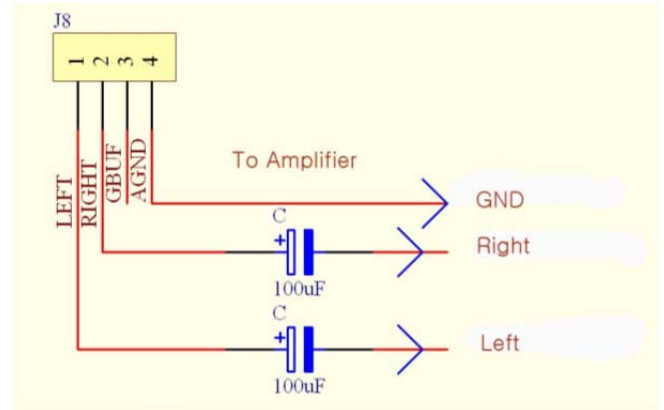 J8
1 2 3 4
LEFT
RIGHT
GBUF
AGND
To Amplifier
GND
C
+
100uF
Right
C
+
100uF
Left